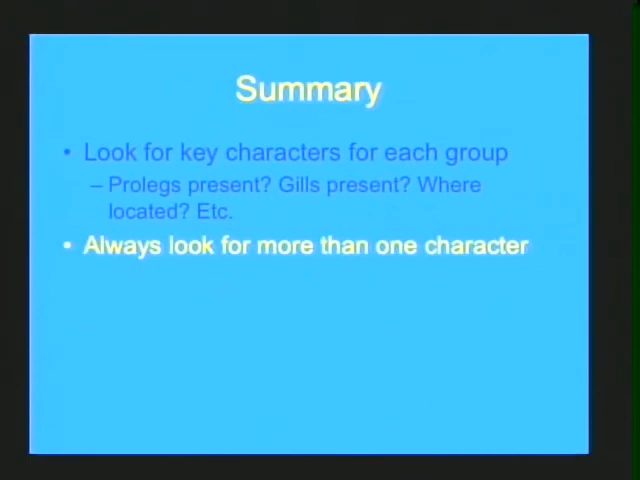 Summary
• Look for key characters for each group
– Prolegs present? Gills present? Where
located? Etc.
• Always look for more than one character